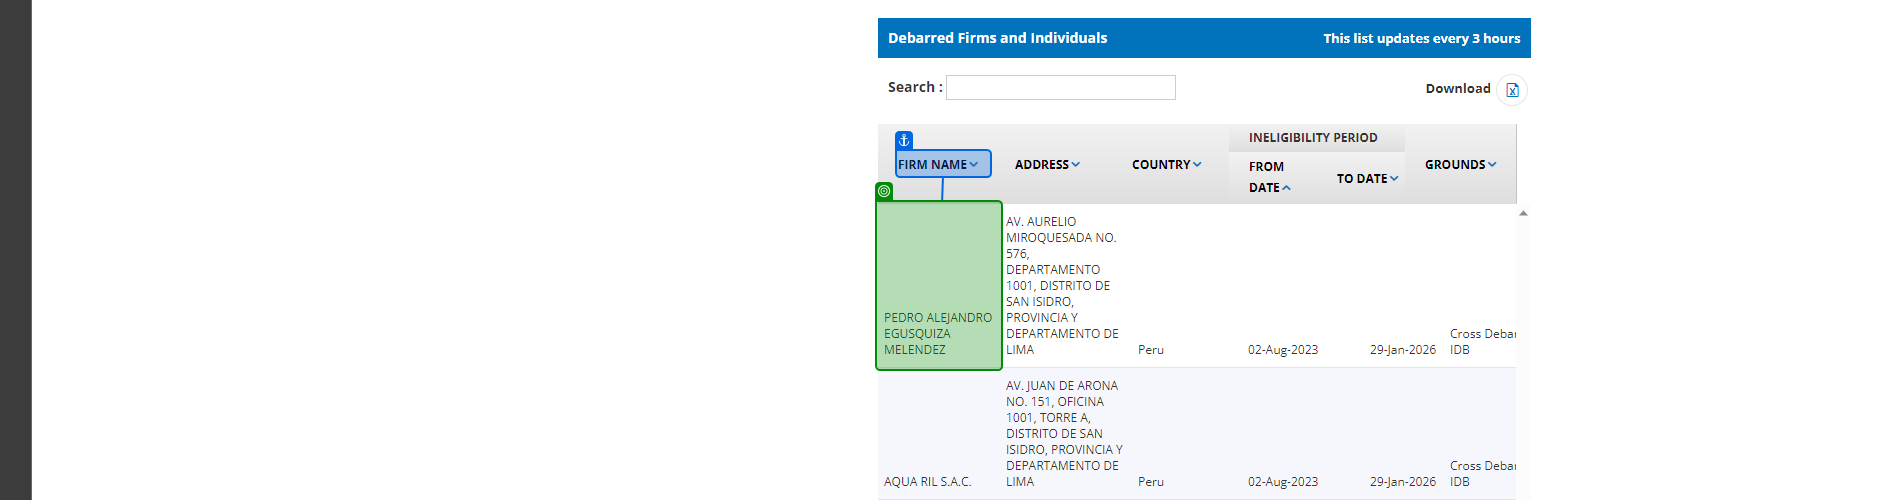 Debarred Firms and Individuals
This list updates every 3 hours
Search :
Download
FIRM NAME
ADDRESS
COUNTRY
INELIGIBILITY PERIOD
FROM
DATE
TO DATE
GROUNDS
PEDRO ALEJANDRO
EGUSQUIZA
MELENDEZ
AV. AURELIO
MIROQUESADA NO.
576,
DEPARTAMENTO
1001, DISTRITO DE
SAN ISIDRO,
PROVINCIA Y
DEPARTAMENTO DE
LIMA
Peru
02-Aug-2023
29-Jan-2026
Cross Debar
IDB
AQUA RIL S.A.C.
AV. JUAN DE ARONA
NO. 151, OFICINA
1001, TORRE A,
DISTRITO DE SAN
ISIDRO, PROVINCIA Y
DEPARTAMENTO DE
LIMA
Peru
02-Aug-2023
29-Jan-2026
Cross Debar
IDB